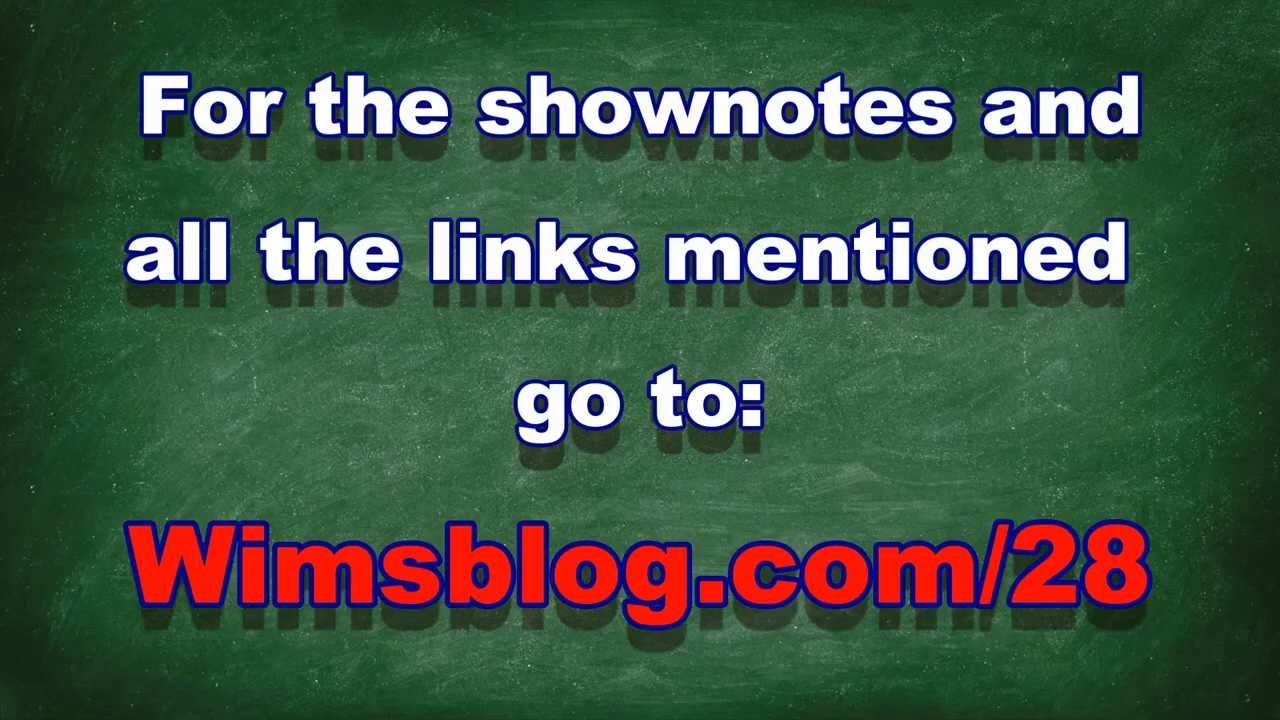 For the shownotes and
all the links mentioned
go to:
Wimsblog.com/28